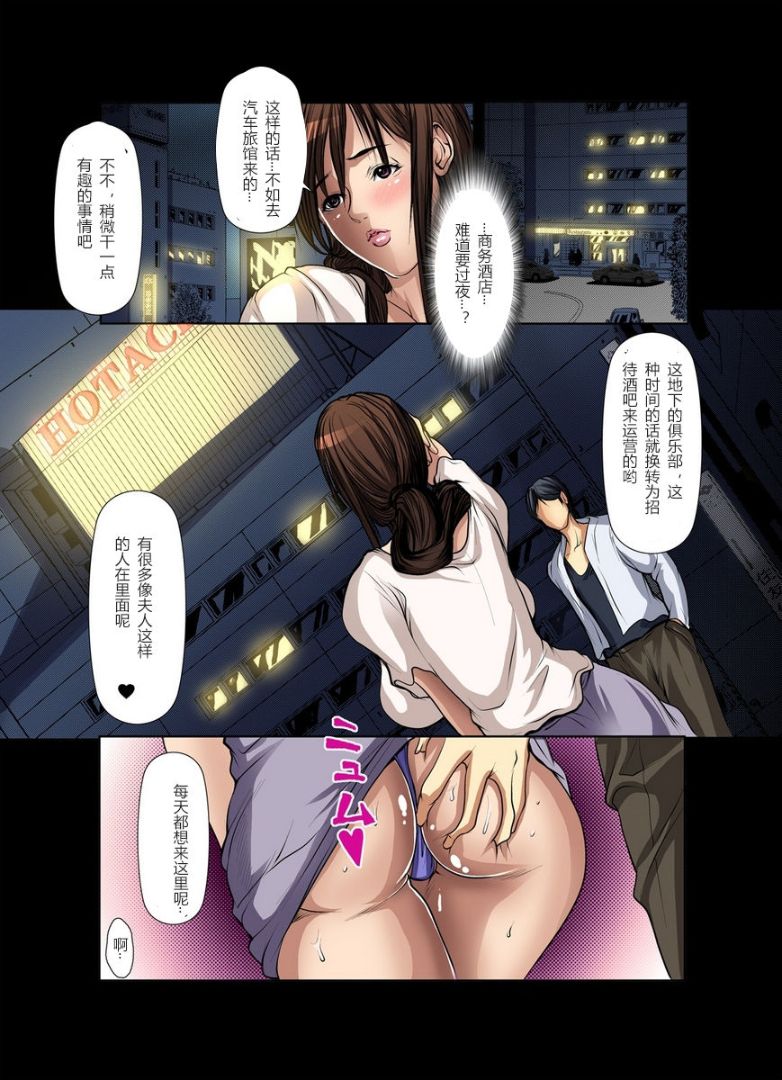 …商务酒店…
难道要过夜…?
这样的话…不如去
汽车旅馆来的…
不不，稍微干一点
有趣的事情吧
HOTAC
这地下的俱乐部，这
种时间的话就换转为招
待酒吧来运营的哟
有很多像夫人这样
的人在里面呢
♥
ニュム♥
每天都想来这里呢…
啊…